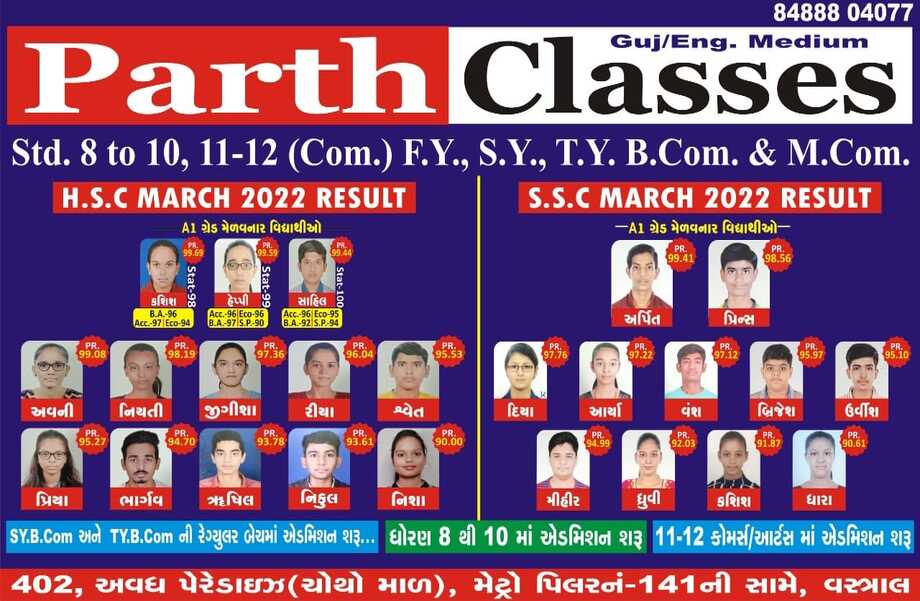 84888 04077
Parth Classes
Guj/Eng. Medium
Std. 8 to 10, 11-12 (Com.) F.Y., S.Y., T.Y. B.Com. & M.Com.
H.S.C MARCH 2022 RESULT
A1 ગ્રેડ મેળવનાર વિદ્યાર્થીઓ
PR. 99.69
PR. 99.59
PR. 99.44
Stat-98
Stat-99
Stat-100
કશિશ
હેપ્પી
સાહિલ
B.A.-96
Acc.-97 Eco-94
Acc.-96 Eco-96
B.A.-97 S.P.-90
Acc.-96 Eco-95
B.A.-92 S.P.-94
PR. 99.08
PR. 98.19
PR. 97.36
PR. 96.04
PR. 95.53
અવની
નિયતી
જીગીશા
રીયા
શ્વેત
PR. 95.27
PR. 94.70
PR. 93.78
PR. 93.61
PR. 90.00
પ્રિયા
ભાર્ગવ
ઋષિલ
નિકુલ
નિશા
S.S.C MARCH 2022 RESULT
A1 ગ્રેડ મેળવનાર વિદ્યાર્થીઓ
PR. 99.41
PR. 98.56
અર્પિત
પ્રિન્સ
PR. 97.76
PR. 97.22
PR. 97.12
PR. 95.97
PR. 95.10
દિયા
આર્યા
વંશ
બ્રિજેશ
ઉર્વીશ
PR. 94.99
PR. 92.03
PR. 91.87
PR. 90.61
મીહીર
ધ્રુવી
કશિશ
ધારા
SY.B.Com અને TY.B.Com ની રેગ્યુલર બેચમાં એડમિશન શરૂ...
ધોરણ 8 થી 10 માં એડમિશન શરૂ
11-12 કોમર્સ/આર્ટસ માં એડમિશન શરૂ
402, અવધ પેરેડાઇઝ(ચોથો માળ), મેટ્રો પિલરનં-141ની સામે, વસ્ત્રાલ